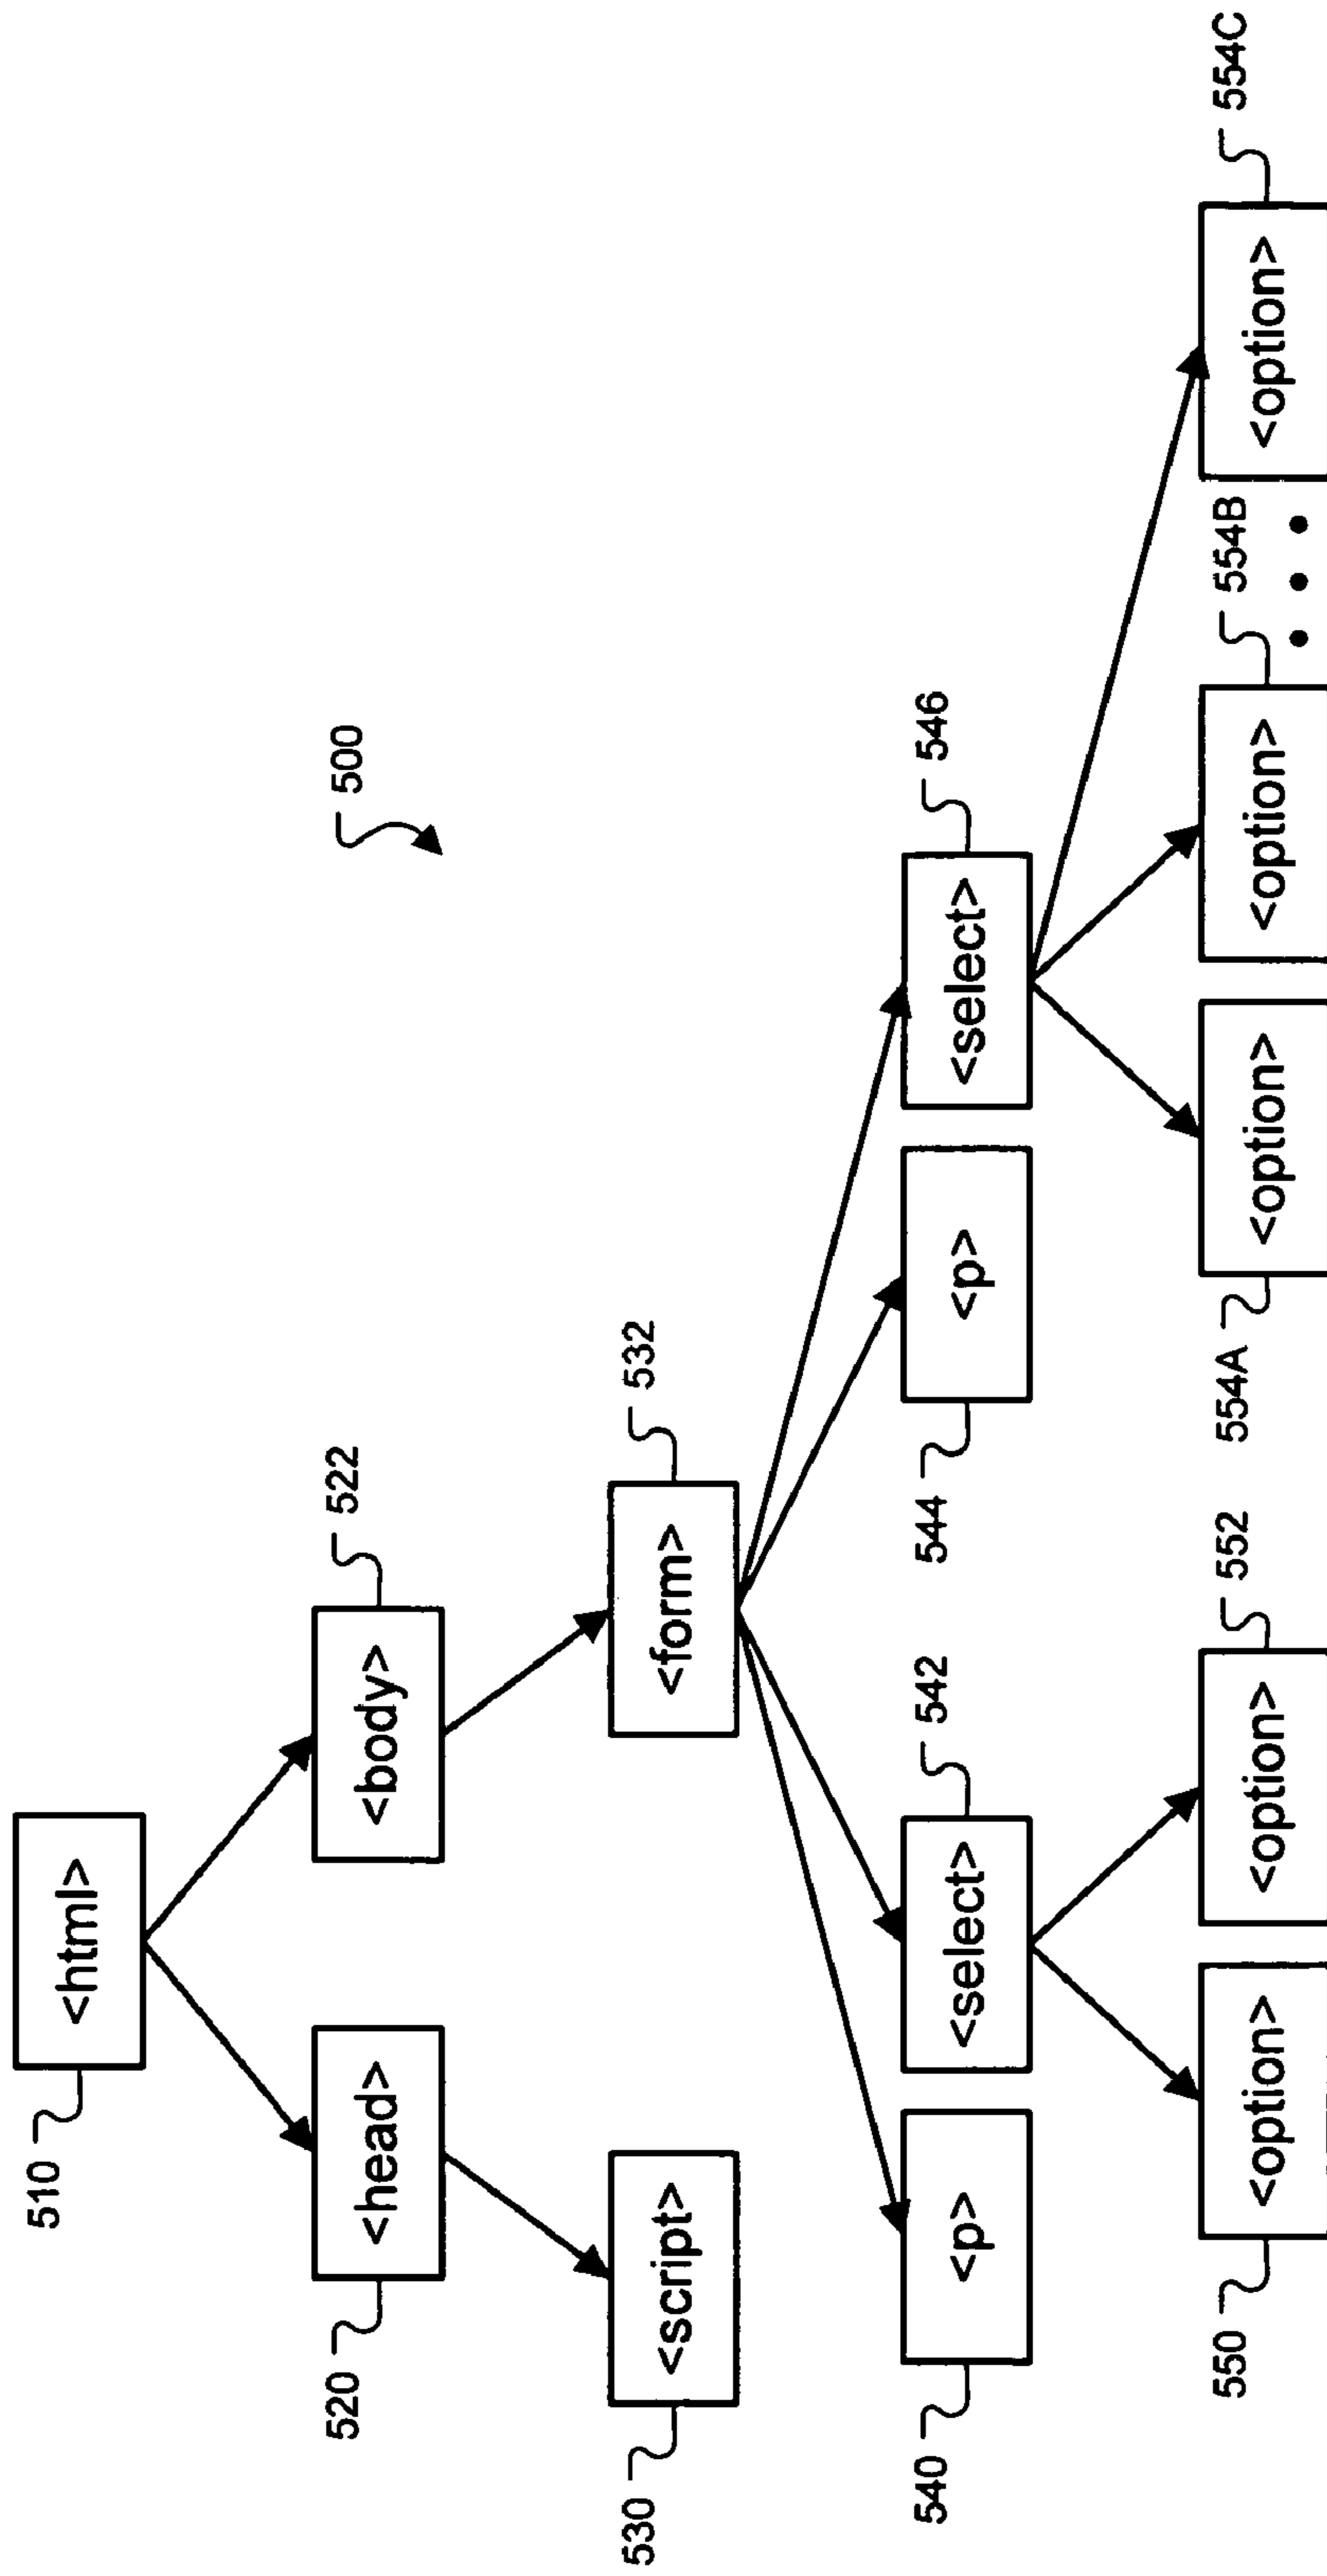 510
<html>
500
520
<head>
<body>
522
530
<script>
<form>
532
540
<p>
<select>
542
544
<p>
<select>
546
550
<option>
<option>
552
554A
<option>
<option>
554B
• • •
<option>
554C